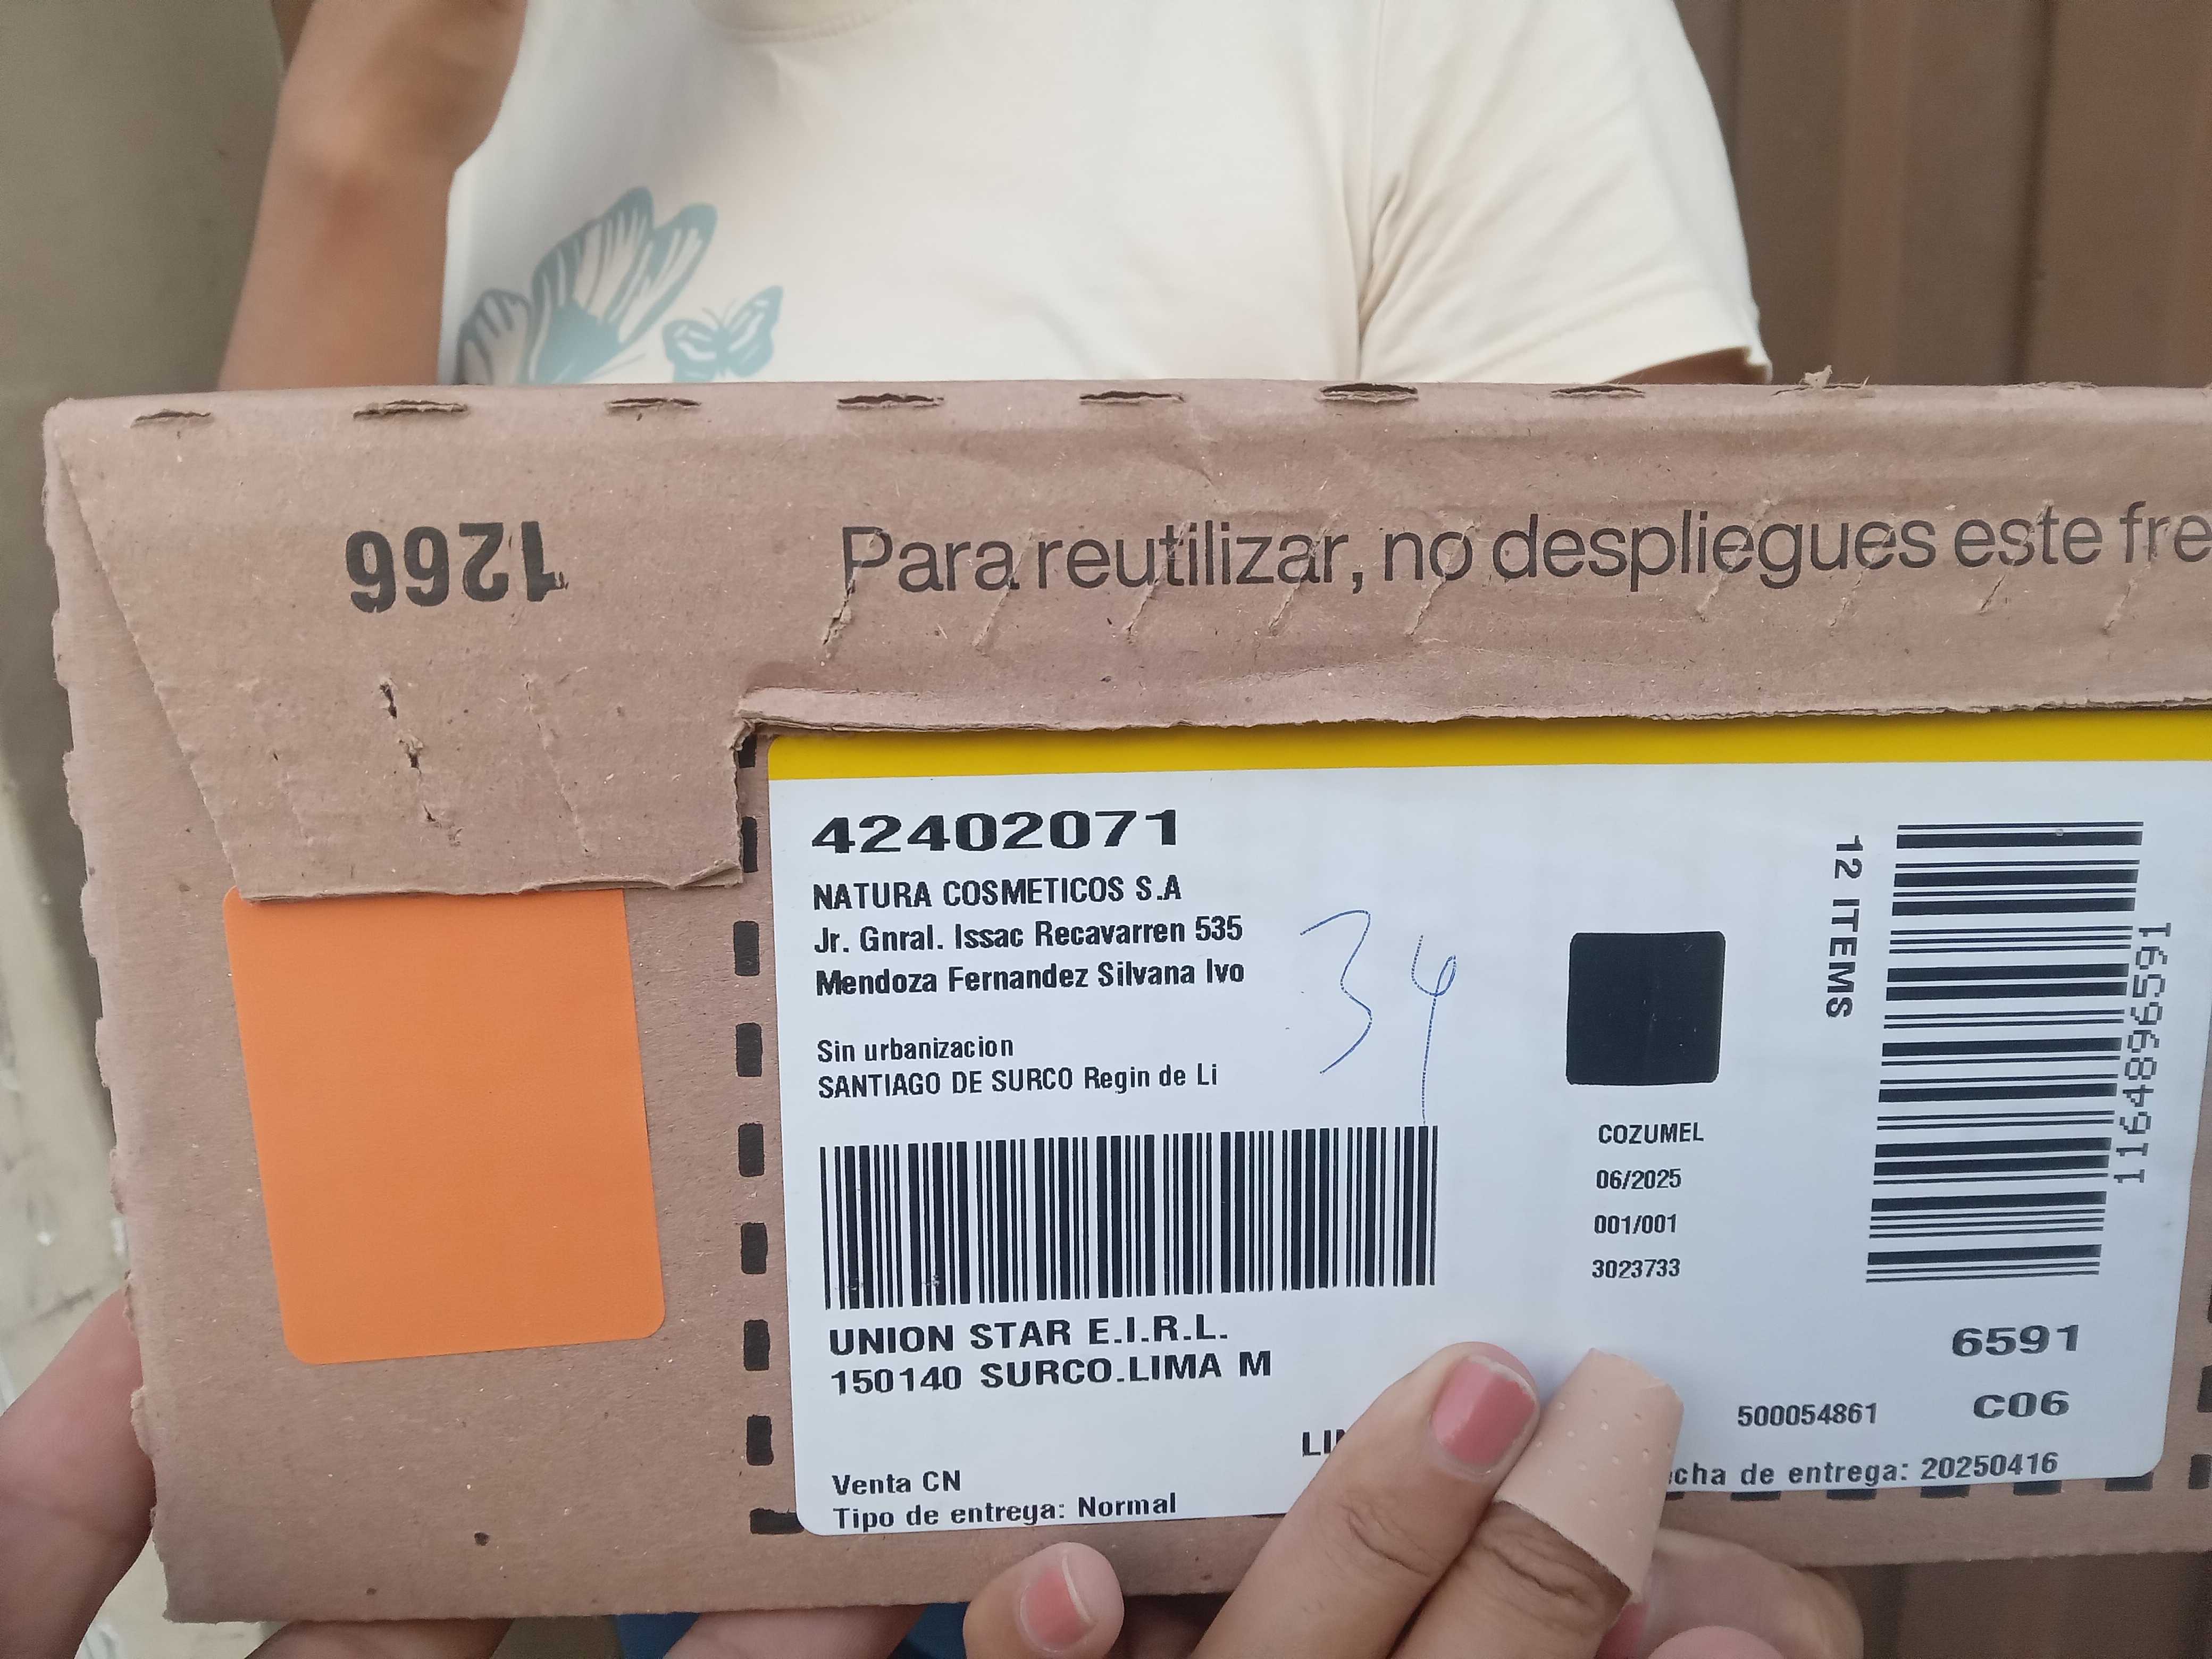 1266
Para reutilizar, no despliegues este fre
42402071
NATURA COSMETICOS S.A
Jr. Gnral. Issac Recavarren 535
Mendoza Fernandez Silvana Ivo
34
Sin urbanizacion
SANTIAGO DE SURCO Regin de Li
12 ITEMS
11648896591
COZUMEL
06/2025
001/001
3023733
UNION STAR E.I.R.L.
150140 SURCO.LIMA M
6591
500054861 C06
Venta CN
Tipo de entrega: Normal
de entrega: 20250416